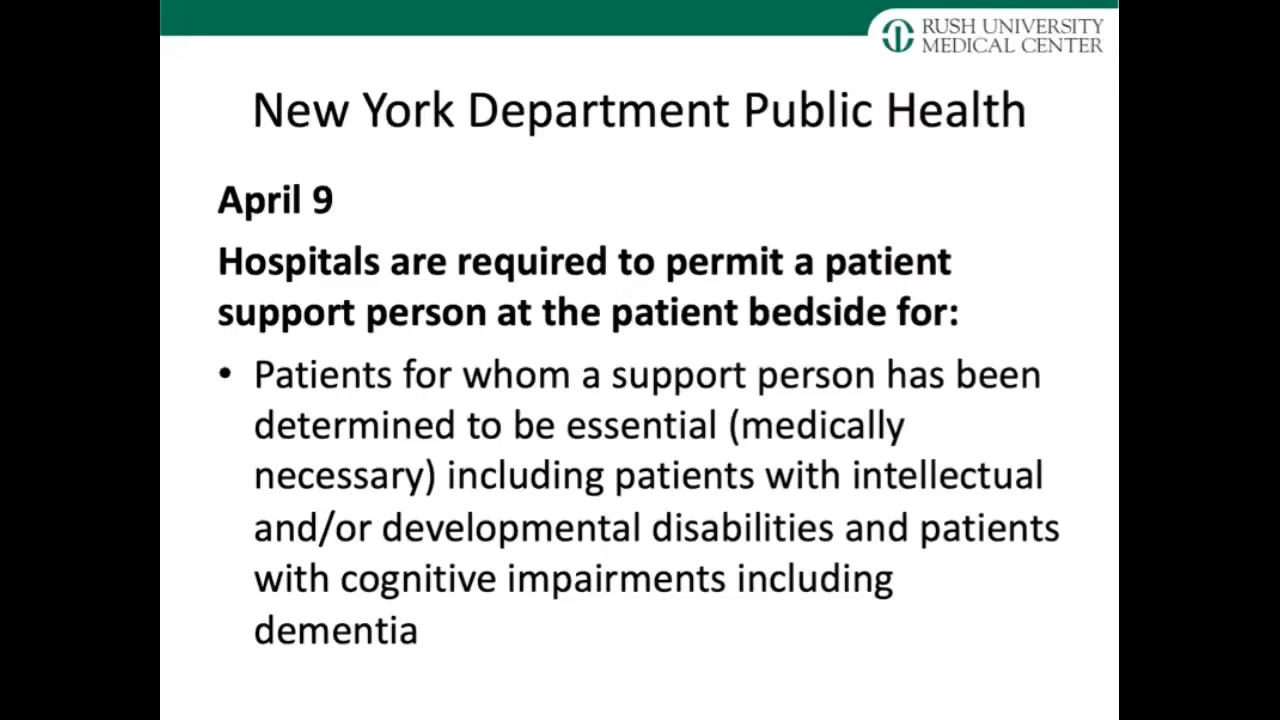 RUSH UNIVERSITY
MEDICAL CENTER
New York Department Public Health
April 9
Hospitals are required to permit a patient
support person at the patient bedside for:
• Patients for whom a support person has been
determined to be essential (medically
necessary) including patients with intellectual
and/or developmental disabilities and patients
with cognitive impairments including
dementia